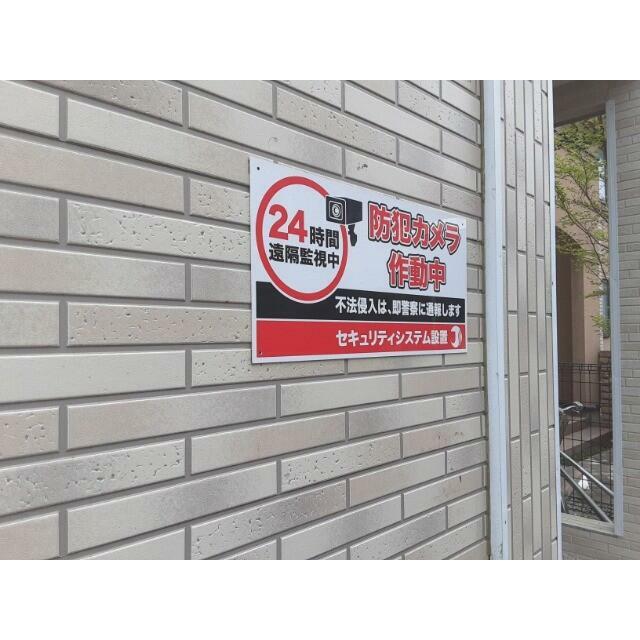 24時間
遠隔監視中
防犯カメラ
作動中
不法侵入は、即警察に通報します
セキュリティシステム設置